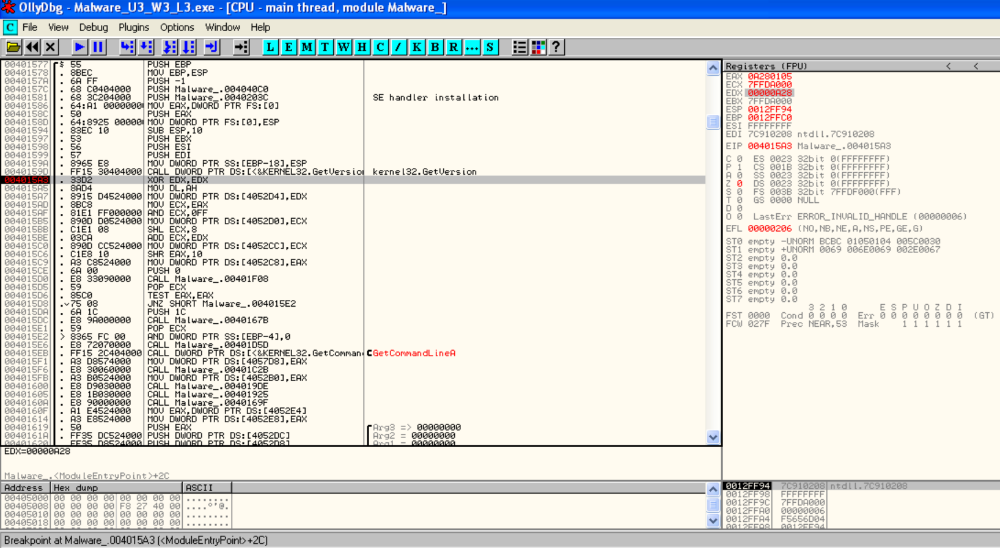 OllyDbg - Malware_U3_W3_L3.exe - [CPU - main thread, module Malware_]
C File View Debug Plugins Options Window Help
L E M T W H C / K B R ... S ?
00401577 $ 55 PUSH EBP
00401578 . 8BEC MOV EBP,ESP
0040157A . 6A FF PUSH -1
0040157C . 68 C0404000 PUSH Malware_.004040C0
00401581 . 68 3C204000 PUSH Malware_.0040203C SE handler installation
00401586 . 64:A1 0000000 MOV EAX,DWORD PTR FS:[0]
0040158C . 50 PUSH EAX
0040158D . 64:8925 00000 MOV DWORD PTR FS:[0],ESP
00401594 . 83EC 10 SUB ESP,10
00401597 . 53 PUSH EBX
00401598 . 56 PUSH ESI
00401599 . 57 PUSH EDI
0040159A . 8965 E8 MOV DWORD PTR SS:[EBP-18],ESP
0040159D . FF15 30404000 CALL DWORD PTR DS:[<&KERNEL32.GetVersion kernel32.GetVersion
004015A3 . 33D2 XOR EDX,EDX
004015A5 . 8AD4 MOV DL,AH
004015A7 . 8915 D4524000 MOV DWORD PTR DS:[4052D4],EDX
004015AD . 8BC8 MOV ECX,EAX
004015AF . 81E1 FF000000 AND ECX,0FF
004015B5 . 890D D0524000 MOV DWORD PTR DS:[4052D0],ECX
004015BB . C1E1 08 SHL ECX,8
004015BE . 03CA ADD ECX,EDX
004015C0 . 890D CC524000 MOV DWORD PTR DS:[4052CC],ECX
004015C6 . C1E8 10 SHR EAX,10
004015C9 . A3 C8524000 MOV DWORD PTR DS:[4052C8],EAX
004015CE . 6A 00 PUSH 0
004015D0 . E8 33090000 CALL Malware_.00401F08
004015D5 . 59 POP ECX
004015D6 . 85C0 TEST EAX,EAX
004015D8 .v 75 08 JNZ SHORT Malware_.004015E2
004015DA . 6A 1C PUSH 1C
004015DC . E8 9A000000 CALL Malware_.0040167B
004015E1 . 59 POP ECX
004015E2 > 8365 FC 00 AND DWORD PTR SS:[EBP-4],0
004015E6 . E8 72070000 CALL Malware_.00401D5D
004015EB . FF15 2C404000 CALL DWORD PTR DS:[<&KERNEL32.GetComman GetCommandLineA
004015F1 . A3 D8574000 MOV DWORD PTR DS:[4057D8],EAX
004015F6 . E8 30060000 CALL Malware_.00401C2B
004015FB . A3 B0524000 MOV DWORD PTR DS:[4052B0],EAX
00401600 . E8 D9030000 CALL Malware_.004019DE
00401605 . E8 1B030000 CALL Malware_.00401925
0040160A . E8 90000000 CALL Malware_.0040169F
0040160F . A1 E4524000 MOV EAX,DWORD PTR DS:[4052E4]
00401614 . A3 E8524000 MOV DWORD PTR DS:[4052E8],EAX
00401619 . 50 PUSH EAX Arg3 => 00000000
0040161A . FF35 DC524000 PUSH DWORD PTR DS:[4052DC] Arg2 = 00000000
00401620 . FF35 D8524000 PUSH DWORD PTR DS:[4052D8] Arg1 = 00000000
EDX=00000A28
Malware_.<ModuleEntryPoint>+2C
Registers (FPU) < <
EAX 0A280105
ECX 7FFDA000
EDX 00000A28
EBX 7FFDA000
ESP 0012FF94
EBP 0012FFC0
ESI FFFFFFFF
EDI 7C910208 ntdll.7C910208
EIP 004015A3 Malware_.004015A3
C 0 ES 0023 32bit 0(FFFFFFFF)
P 1 CS 001B 32bit 0(FFFFFFFF)
A 0 SS 0023 32bit 0(FFFFFFFF)
Z 0 DS 0023 32bit 0(FFFFFFFF)
S 0 FS 003B 32bit 7FFDF000(FFF)
T 0 GS 0000 NULL
D 0
O 0 LastErr ERROR_INVALID_HANDLE (00000006)
EFL 00000206 (NO,NB,NE,A,NS,PE,GE,G)
ST0 empty -UNORM BCBC 01050104 005C0030
ST1 empty +UNORM 0069 006E0069 002E0067
ST2 empty 0.0
ST3 empty 0.0
ST4 empty 0.0
ST5 empty 0.0
ST6 empty 0.0
ST7 empty 0.0
3 2 1 0 E S P U O Z D I
FST 0000 Cond 0 0 0 0 Err 0 0 0 0 0 0 0 0 (GT)
FCW 027F Prec NEAR,53 Mask 1 1 1 1 1 1
Address Hex dump ASCII
00405000 00 00 00 00 00 00 00 00 ........
00405008 00 00 00 00 F8 27 40 00 ....°'@.
00405010 00 00 00 00 00 00 00 00 ........
00405018 00 00 00 00 00 00 00 00 ........
0012FF94 7C910208 ntdll.7C910208
0012FF98 FFFFFFFF
0012FF9C 7FFDA000
0012FFA0 00000006
0012FFA4 F5656D04
0012FFA8 0012FF94
Breakpoint at Malware_.004015A3 (<ModuleEntryPoint>+2C)